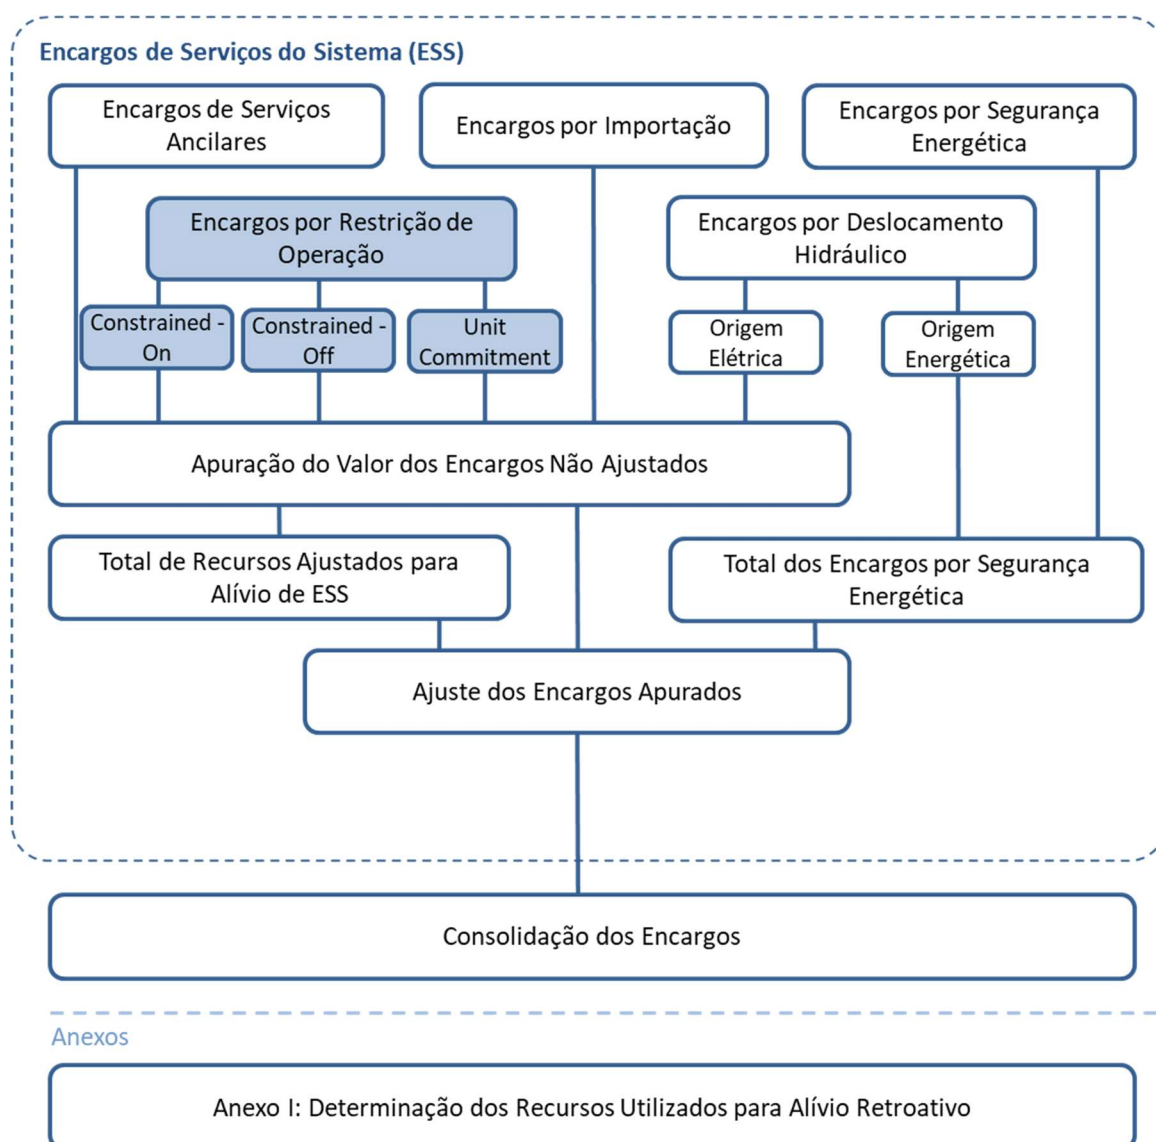 Encargos de Serviços do Sistema (ESS)
Encargos de Serviços
Ancilares
Encargos por Importação
Encargos por Segurança
Energética
Encargos por Restrição de
Operação
Encargos por Deslocamento
Hidráulico
Constrained -
On
Constrained -
Off
Unit
Commitment
Origem
Elétrica
Origem
Energética
Apuração do Valor dos Encargos Não Ajustados
Total de Recursos Ajustados para
Alívio de ESS
Total dos Encargos por Segurança
Energética
Ajuste dos Encargos Apurados
Consolidação dos Encargos
Anexos
Anexo I: Determinação dos Recursos Utilizados para Alívio Retroativo